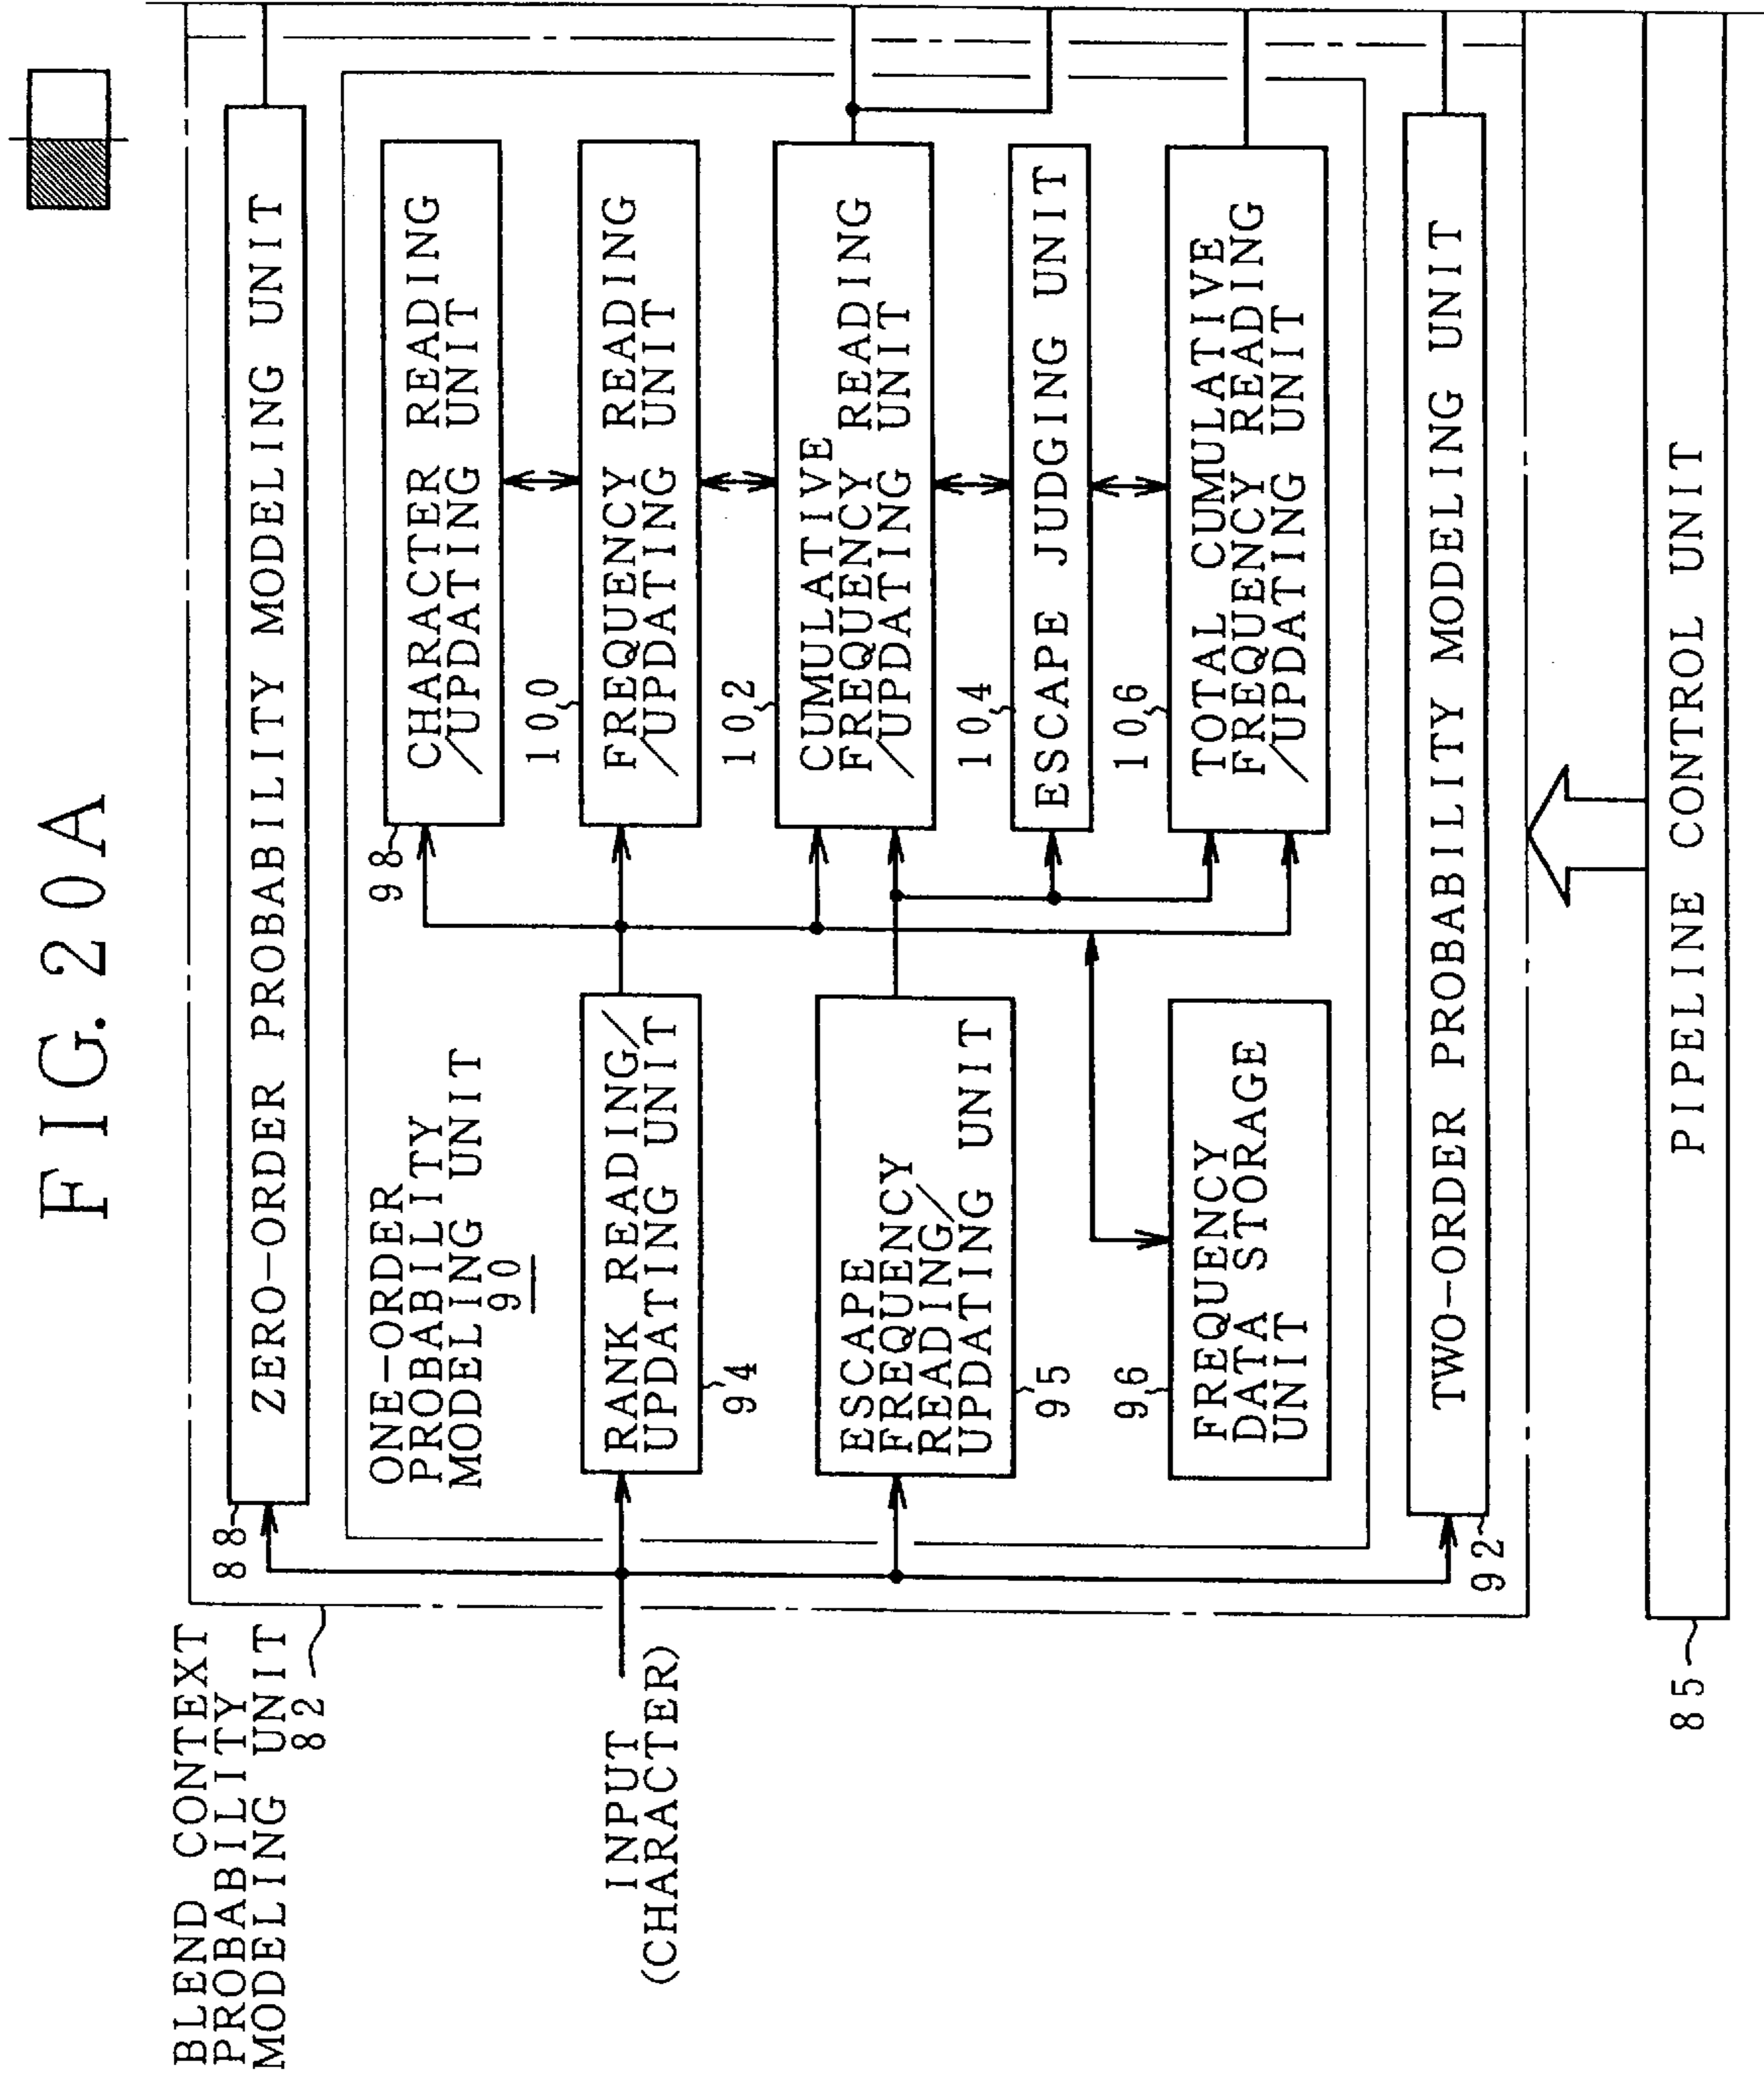 FIG. 20A
BLEND CONTEXT
PROBABILITY
MODELING UNIT
82
88
ZERO-ORDER PROBABILITY MODELING UNIT
ONE-ORDER
PROBABILITY
MODELING UNIT
90
INPUT
(CHARACTER)
RANK READING/
UPDATING UNIT
94
ESCAPE
FREQUENCY
READING/
UPDATING UNIT
95
96
FREQUENCY
DATA STORAGE
UNIT
98
CHARACTER READING
/UPDATING UNIT
100
FREQUENCY READING
/UPDATING UNIT
102
CUMULATIVE
FREQUENCY READING
/UPDATING UNIT
104
ESCAPE JUDGING UNIT
106
TOTAL CUMULATIVE
FREQUENCY READING
/UPDATING UNIT
TWO-ORDER PROBABILITY MODELING UNIT
92
PIPELINE CONTROL UNIT
85